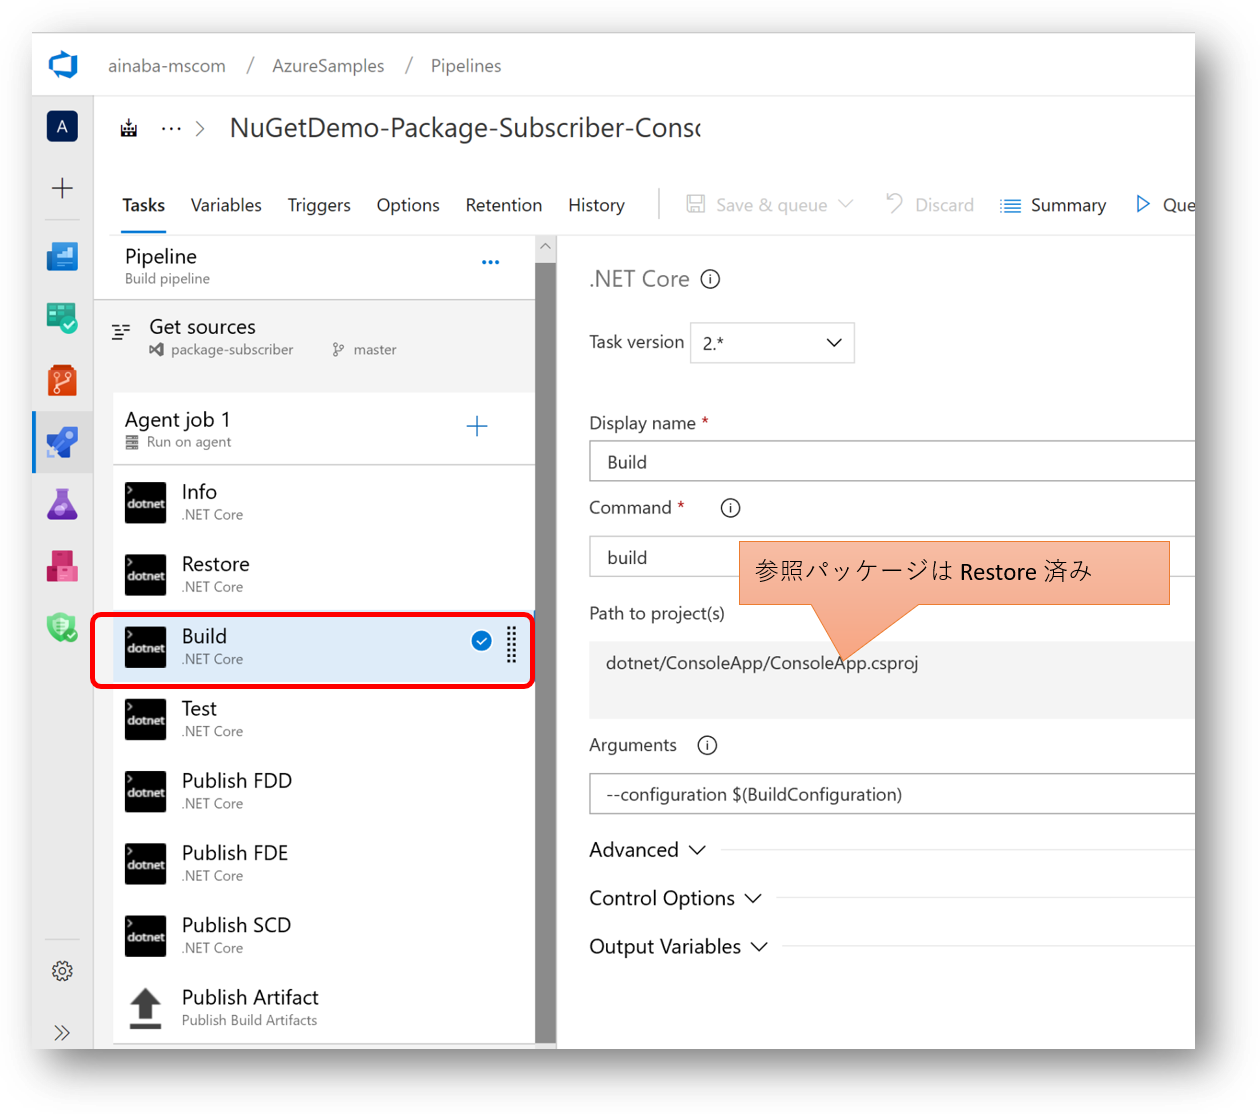 ainaba-mscom / AzureSamples / Pipelines
A
··· > NuGetDemo-Package-Subscriber-Conso
Tasks Variables Triggers Options Retention History Save & queue Discard Summary Que
Pipeline
Build pipeline
Get sources
package-subscriber master
Agent job 1
Run on agent
dotnet
Info
.NET Core
dotnet
Restore
.NET Core
dotnet
Build
.NET Core
dotnet
Test
.NET Core
dotnet
Publish FDD
.NET Core
dotnet
Publish FDE
.NET Core
dotnet
Publish SCD
.NET Core
Publish Artifact
Publish Build Artifacts
.NET Core
Task version 2.*
Display name *
Build
Command *
build
参照パッケージは Restore 済み
Path to project(s)
dotnet/ConsoleApp/ConsoleApp.csproj
Arguments
--configuration $(BuildConfiguration)
Advanced
Control Options
Output Variables